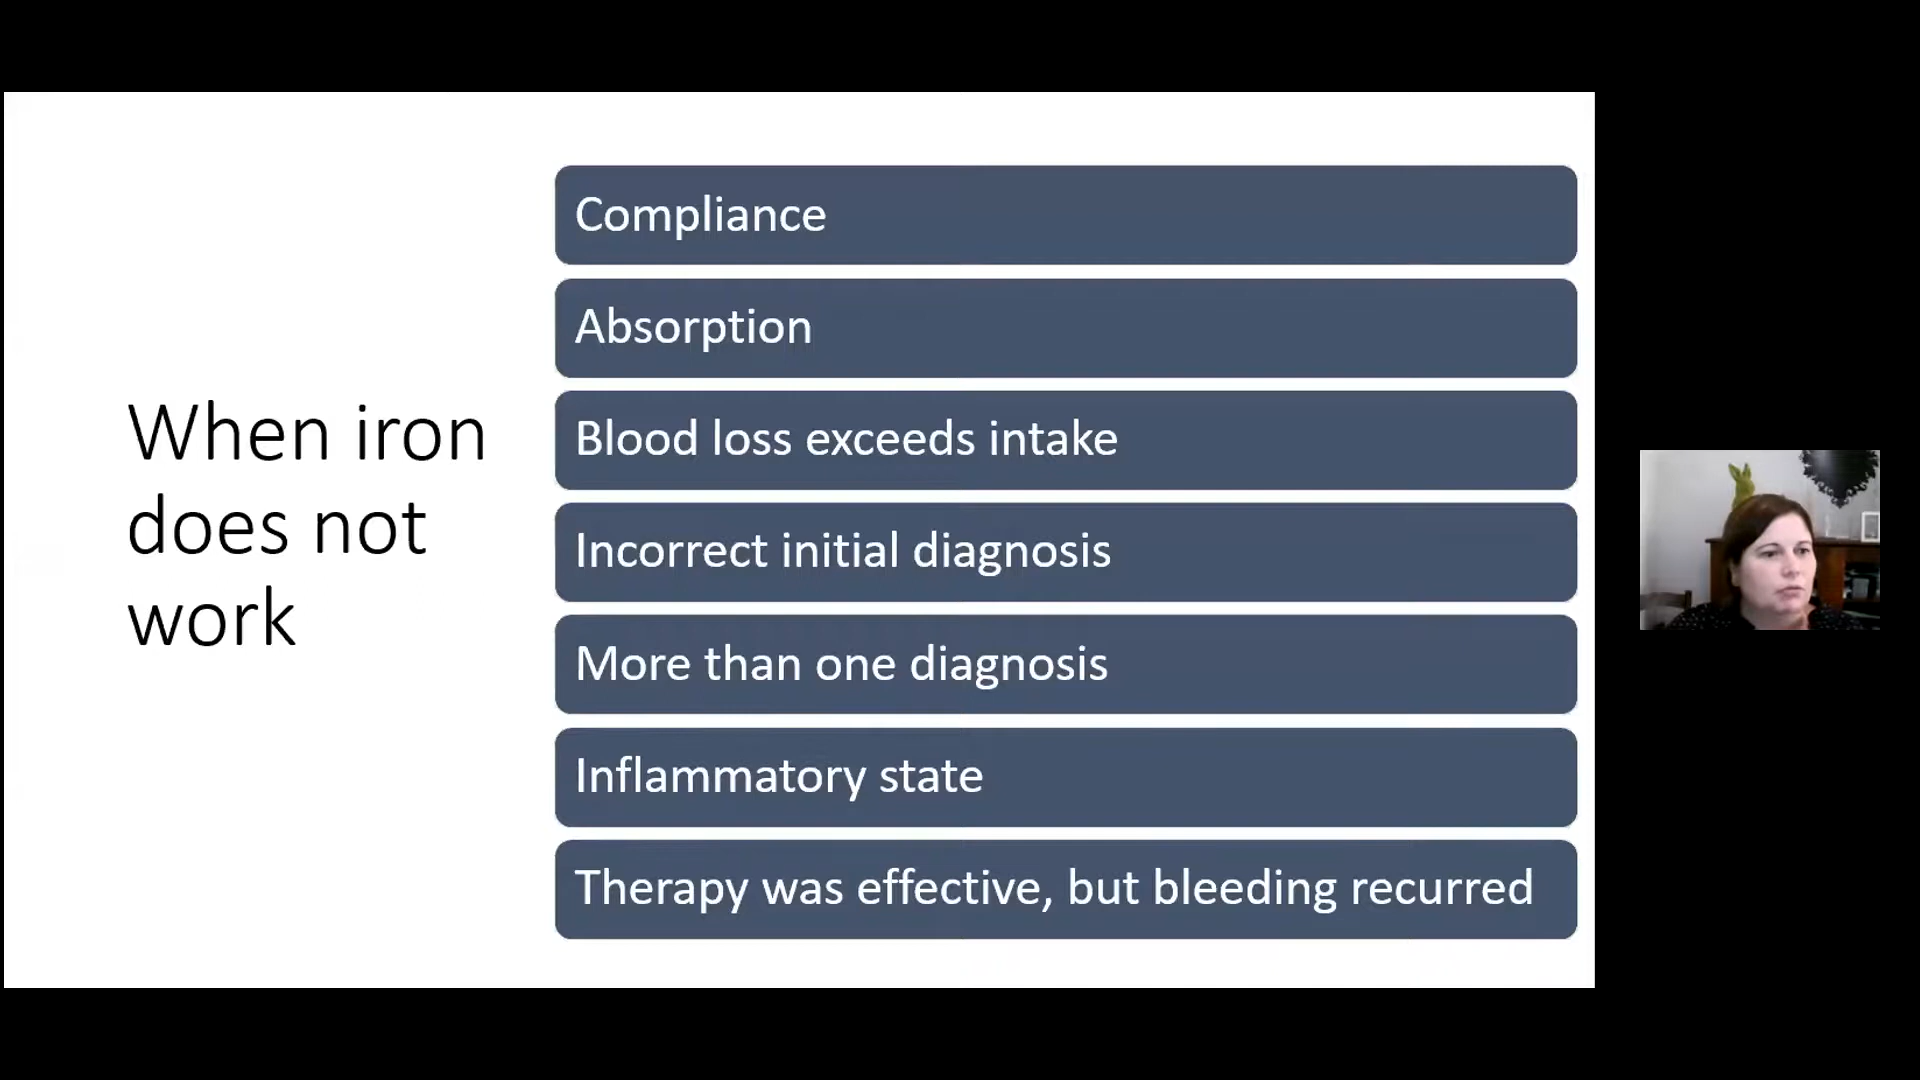 When iron
does not
work
Compliance
Absorption
Blood loss exceeds intake
Incorrect initial diagnosis
More than one diagnosis
Inflammatory state
Therapy was effective, but bleeding recurred